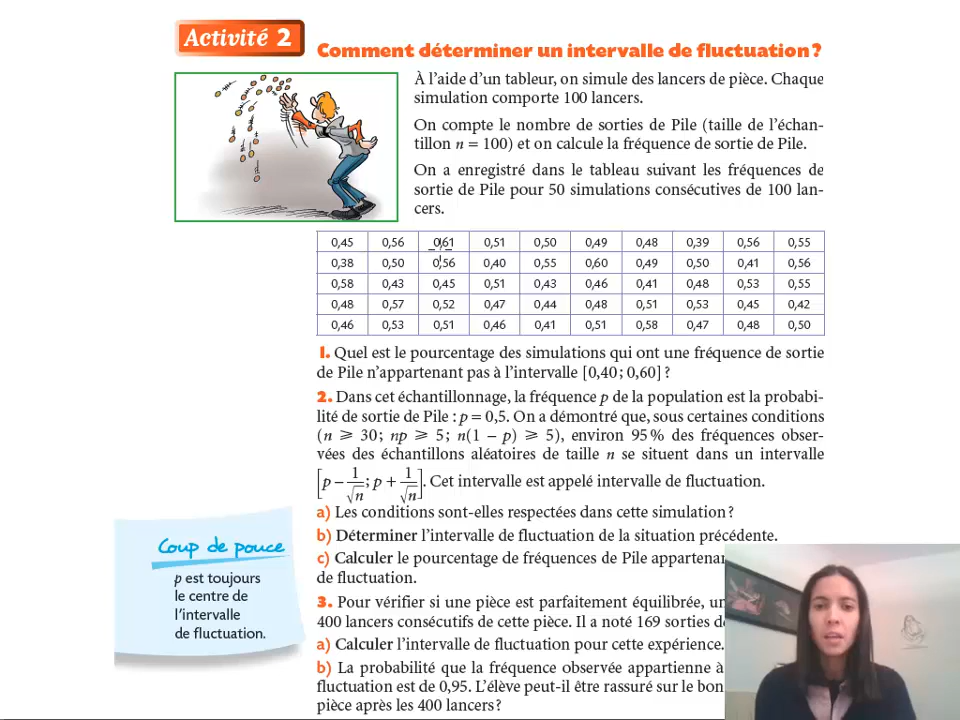 Activité 2
Comment déterminer un intervalle de fluctuation ?
À l'aide d'un tableur, on simule des lancers de pièce. Chaque
simulation comporte 100 lancers.
On compte le nombre de sorties de Pile (taille de l'échan-
tillon n = 100) et on calcule la fréquence de sortie de Pile.
On a enregistré dans le tableau suivant les fréquences de
sortie de Pile pour 50 simulations consécutives de 100 lan-
cers.
0,45 0,56 0,61 0,51 0,50 0,49 0,48 0,39 0,56 0,55
0,38 0,50 0,56 0,40 0,55 0,60 0,49 0,50 0,41 0,56
0,58 0,43 0,45 0,51 0,43 0,46 0,41 0,48 0,53 0,55
0,48 0,57 0,52 0,47 0,44 0,48 0,51 0,53 0,45 0,42
0,46 0,53 0,51 0,46 0,41 0,51 0,58 0,47 0,48 0,50
1. Quel est le pourcentage des simulations qui ont une fréquence de sortie
de Pile n'appartenant pas à l'intervalle [0,40 ; 0,60] ?
2. Dans cet échantillonnage, la fréquence p de la population est la probabi-
lité de sortie de Pile : p = 0,5. On a démontré que, sous certaines conditions
(n ⩾ 30 ; np ⩾ 5 ; n(1 − p) ⩾ 5), environ 95 % des fréquences obser-
vées des échantillons aléatoires de taille n se situent dans un intervalle
[p − 1/√n ; p + 1/√n]. Cet intervalle est appelé intervalle de fluctuation.
a) Les conditions sont-elles respectées dans cette simulation ?
b) Déterminer l'intervalle de fluctuation de la situation précédente.
c) Calculer le pourcentage de fréquences de Pile appartenan
de fluctuation.
3. Pour vérifier si une pièce est parfaitement équilibrée, un
400 lancers consécutifs de cette pièce. Il a noté 169 sorties d
a) Calculer l'intervalle de fluctuation pour cette expérience.
b) La probabilité que la fréquence observée appartienne à
fluctuation est de 0,95. L'élève peut-il être rassuré sur le bon
pièce après les 400 lancers ?
Coup de pouce
p est toujours
le centre de
l'intervalle
de fluctuation.